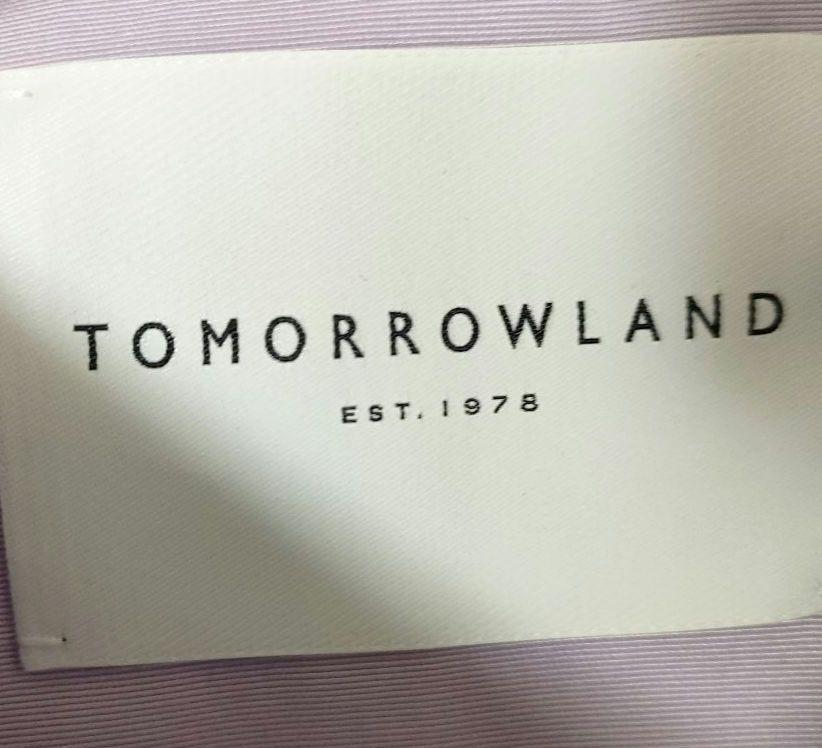 TOMORROWLAND
EST. 1978